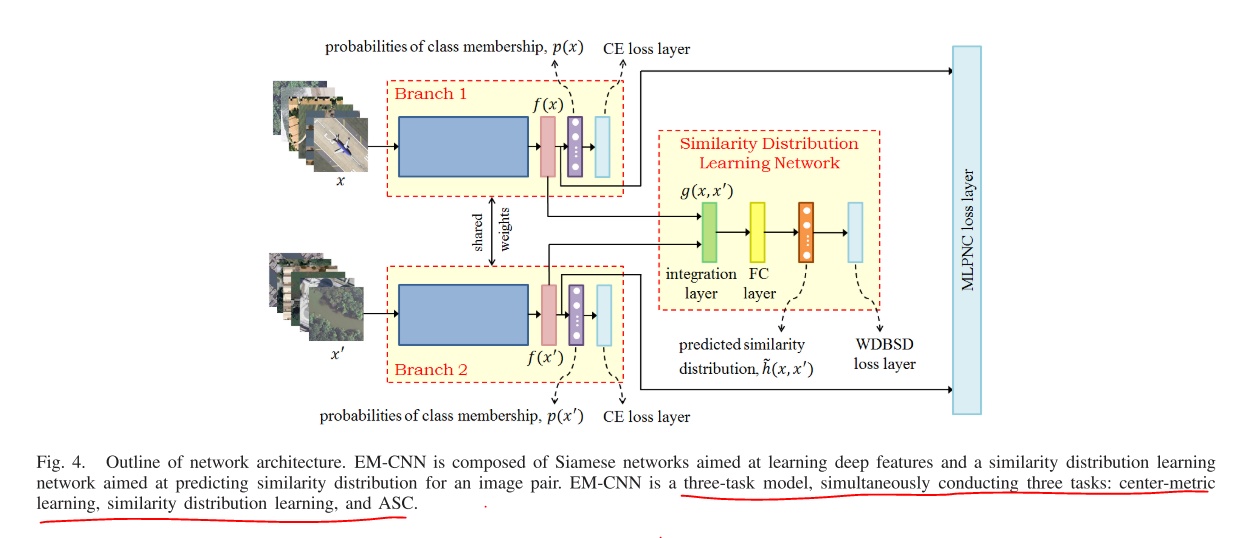 probabilities of class membership, p(x)
CE loss layer
Branch 1
f(x)
x
Similarity Distribution
Learning Network
g(x,x′)
shared
weights
integration
layer
FC
layer
MLPNC loss layer
x′
f(x′)
Branch 2
predicted similarity
distribution, h̃(x,x′)
WDBSD
loss layer
probabilities of class membership, p(x′)
CE loss layer
Fig. 4. Outline of network architecture. EM-CNN is composed of Siamese networks aimed at learning deep features and a similarity distribution learning
network aimed at predicting similarity distribution for an image pair. EM-CNN is a three-task model, simultaneously conducting three tasks: center-metric
learning, similarity distribution learning, and ASC.